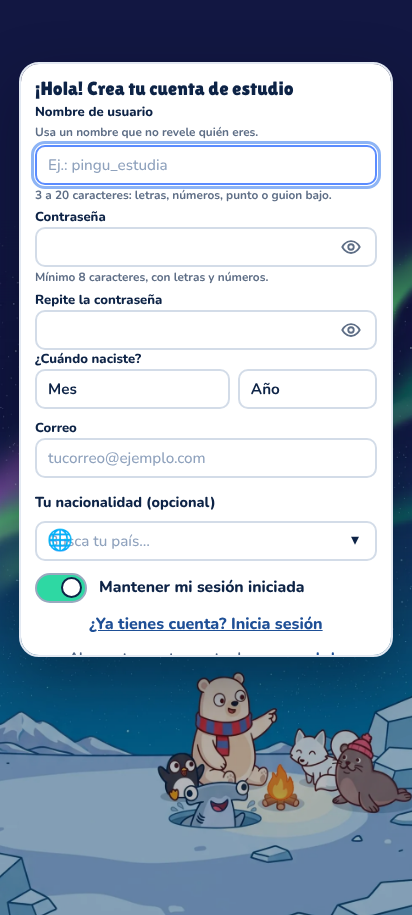 ¡Hola! Crea tu cuenta de estudio
Nombre de usuario
Usa un nombre que no revele quién eres.
Ej.: pingu_estudia
3 a 20 caracteres: letras, números, punto o guion bajo.
Contraseña
Mínimo 8 caracteres, con letras y números.
Repite la contraseña
¿Cuándo naciste?
Mes Año
Correo
tucorreo@ejemplo.com
Tu nacionalidad (opcional)
tu país...
Mantener mi sesión iniciada
¿Ya tienes cuenta? Inicia sesión